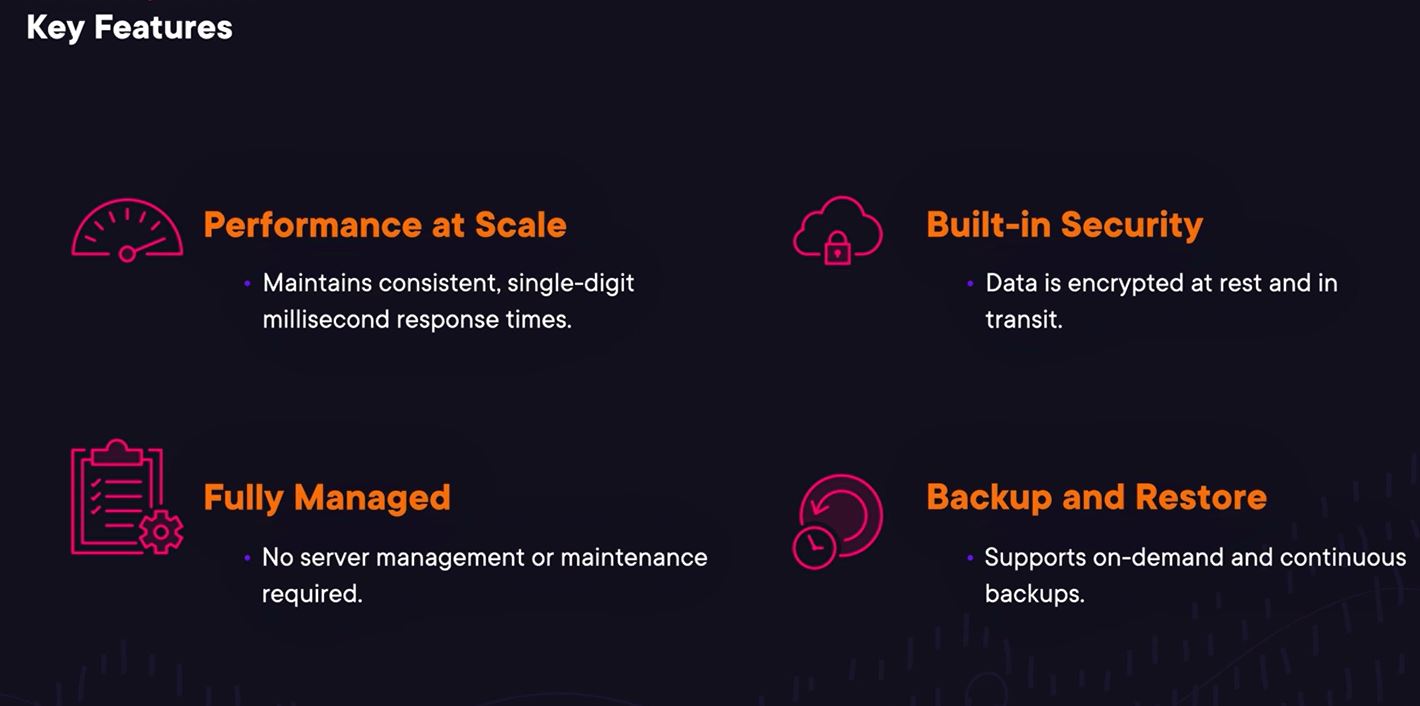 Key Features
Performance at Scale
• Maintains consistent, single-digit
millisecond response times.
Built-in Security
• Data is encrypted at rest and in
transit.
Fully Managed
• No server management or maintenance
required.
Backup and Restore
• Supports on-demand and continuous
backups.